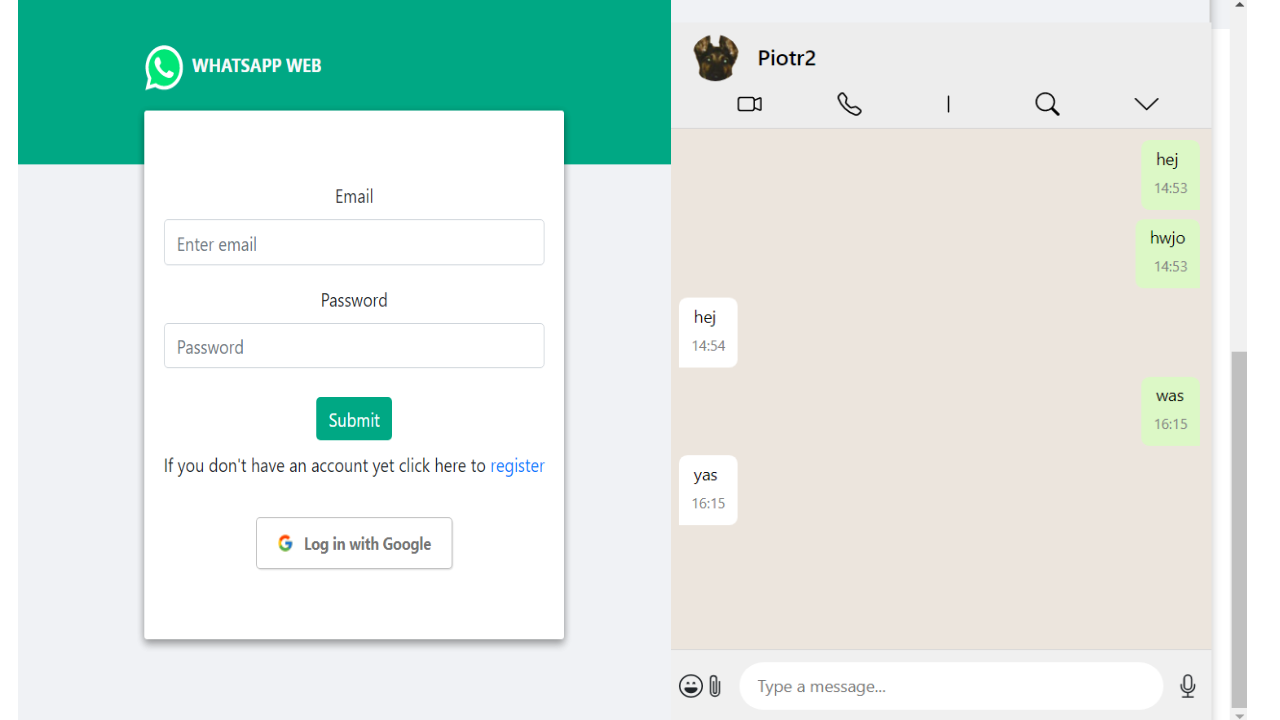 WHATSAPP WEB
Email
Enter email
Password
Password
Submit
If you don't have an account yet click here to register
Log in with Google
Piotr2
hej
14:53
hwjo
14:53
hej
14:54
was
16:15
yas
16:15
Type a message...